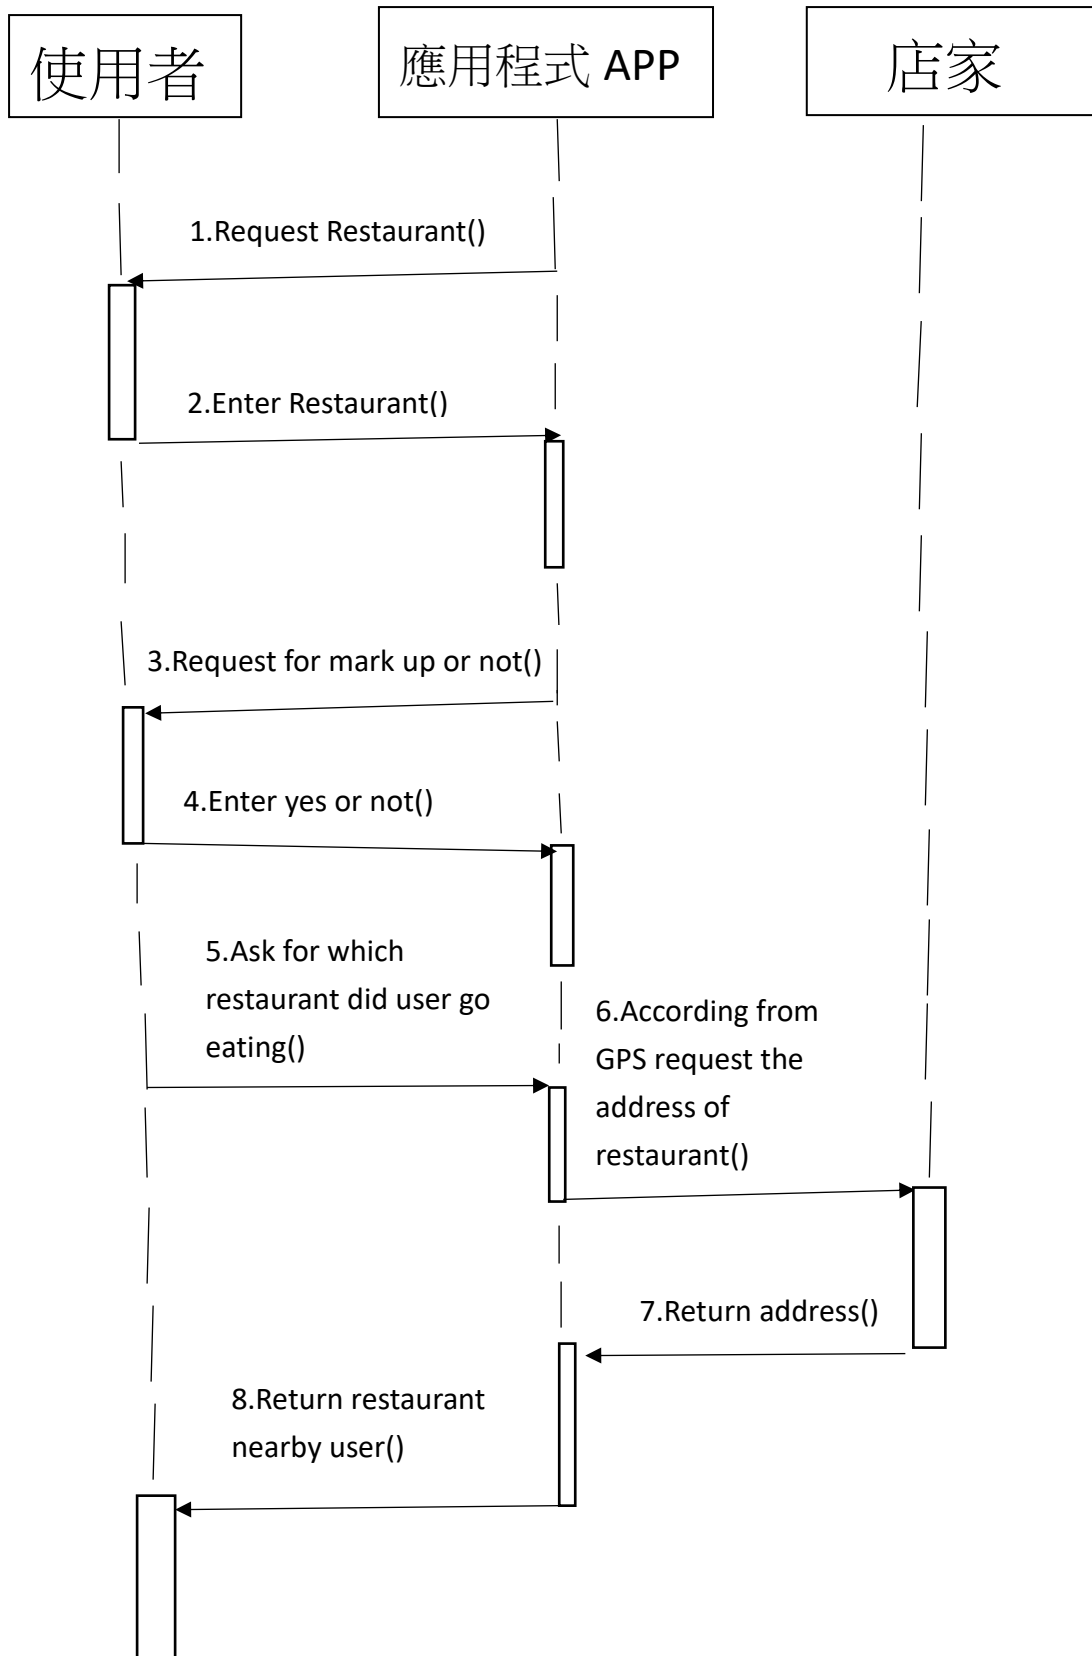 使用者
應用程式 APP
店家
1.Request Restaurant()
2.Enter Restaurant()
3.Request for mark up or not()
4.Enter yes or not()
5.Ask for which
restaurant did user go
eating()
6.According from
GPS request the
address of
restaurant()
7.Return address()
8.Return restaurant
nearby user()